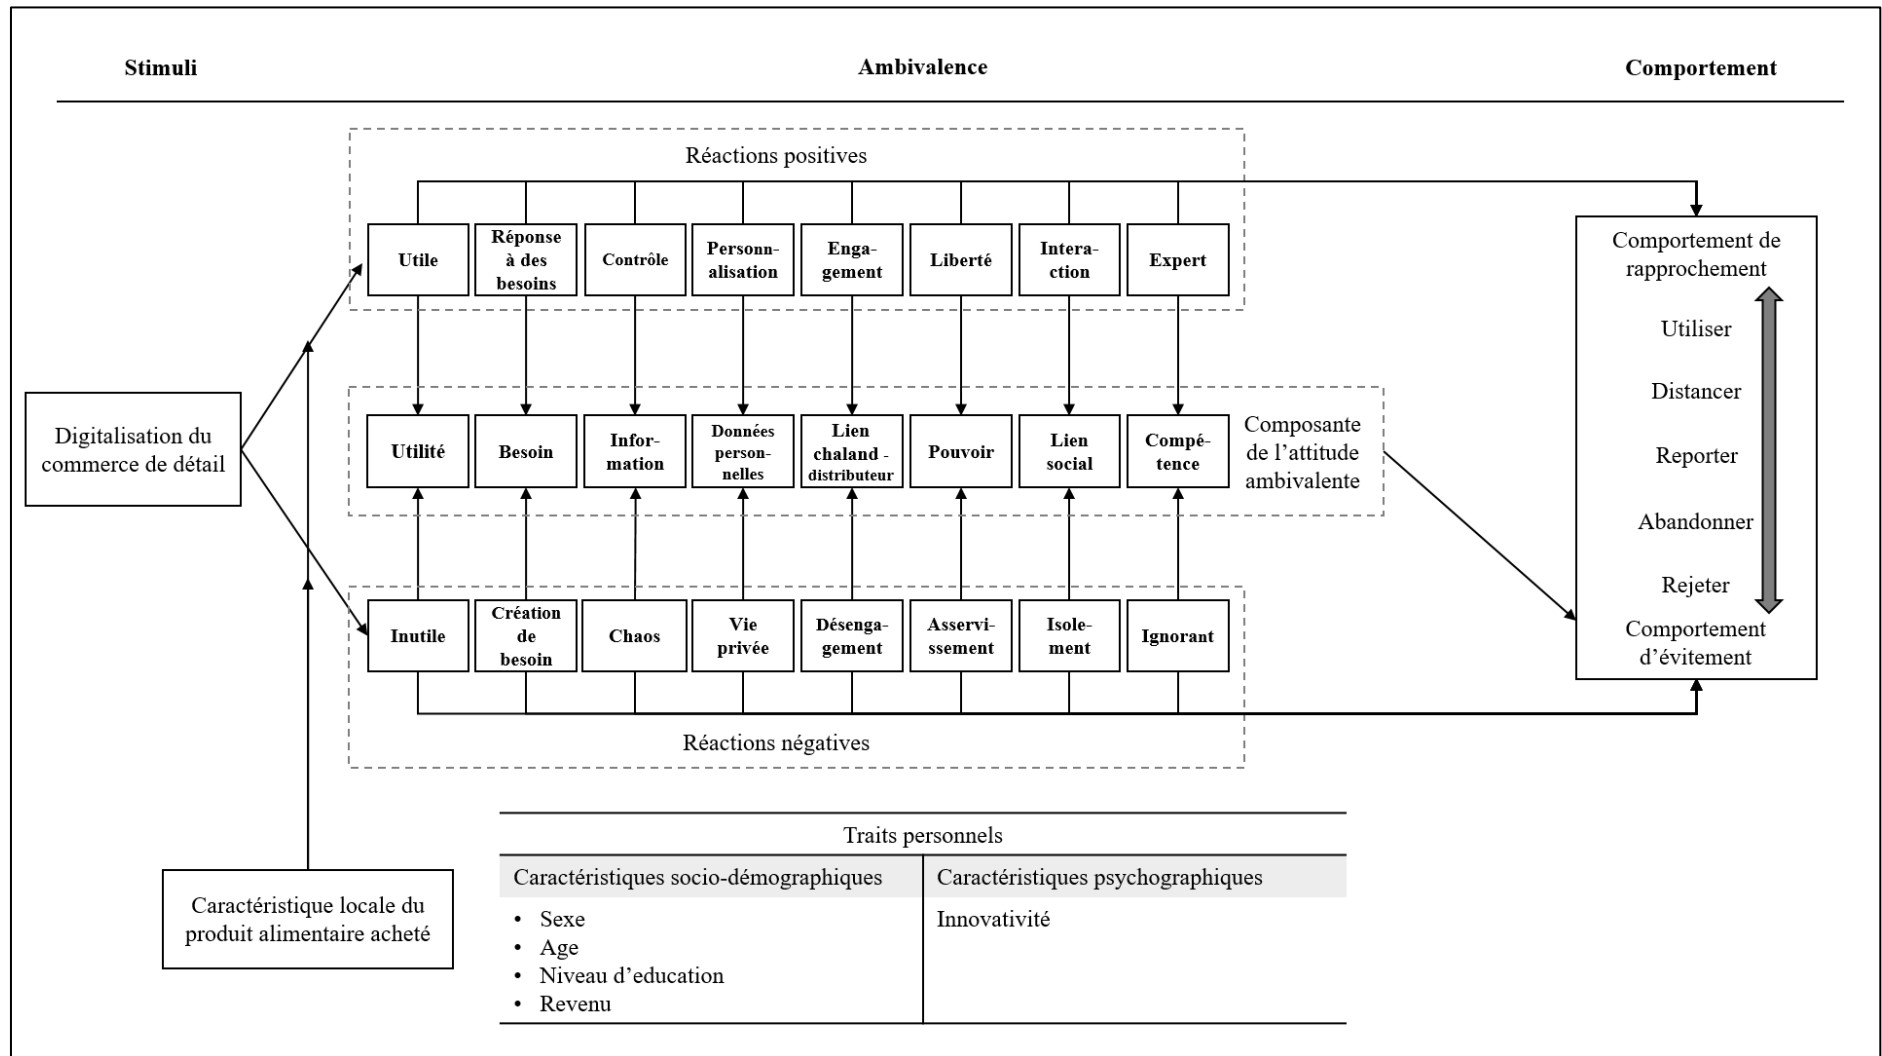 Stimuli
Ambivalence
Comportement
Réactions positives
Utile
Réponse
à des
besoins
Contrôle
Personn-
alisation
Enga-
gement
Liberté
Intera-
ction
Expert
Comportement de
rapprochement
Utiliser
Distancer
Reporter
Abandonner
Rejeter
Comportement
d’évitement
Digitalisation du
commerce de détail
Utilité
Besoin
Infor-
mation
Données
person-
nelles
Lien
chaland -
distributeur
Pouvoir
Lien
social
Compé-
tence
Composante
de l’attitude
ambivalente
Inutile
Création
de
besoin
Chaos
Vie
privée
Désenga-
gement
Asservi-
ssement
Isole-
ment
Ignorant
Réactions négatives
Caractéristique locale du
produit alimentaire acheté
Traits personnels
Caractéristiques socio-démographiques
Caractéristiques psychographiques
• Sexe
• Age
• Niveau d’education
• Revenu
Innovativité